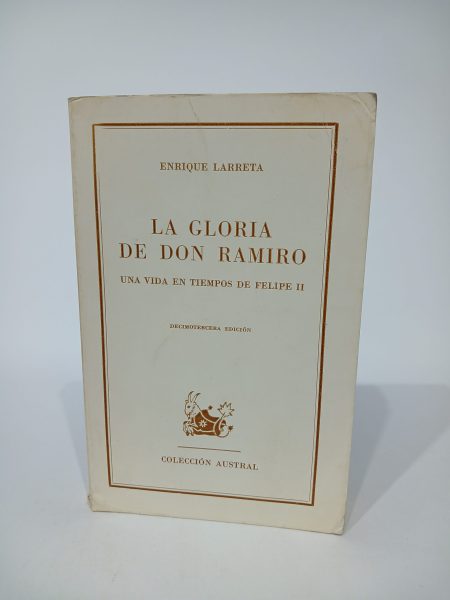 ENRIQUE LARRETA
LA GLORIA
DE DON RAMIRO
UNA VIDA EN TIEMPOS DE FELIPE II
DECIMOTERCERA EDICIÓN
COLECCIÓN AUSTRAL